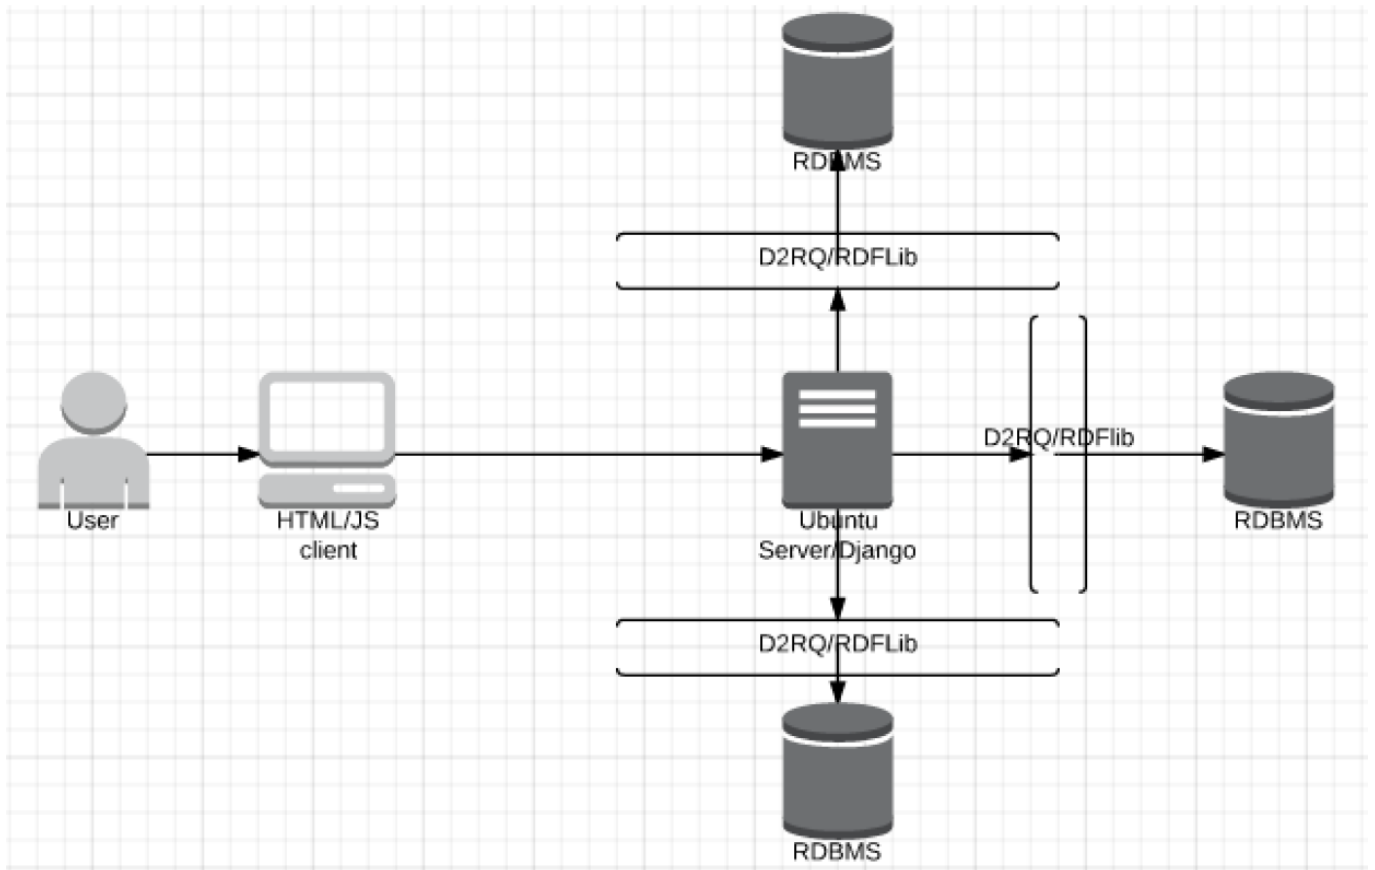 RDBMS
D2RQ/RDFLib
D2RQ/RDFlib
User
HTML/JS
client
Ubuntu
Server/Django
RDBMS
D2RQ/RDFLib
RDBMS